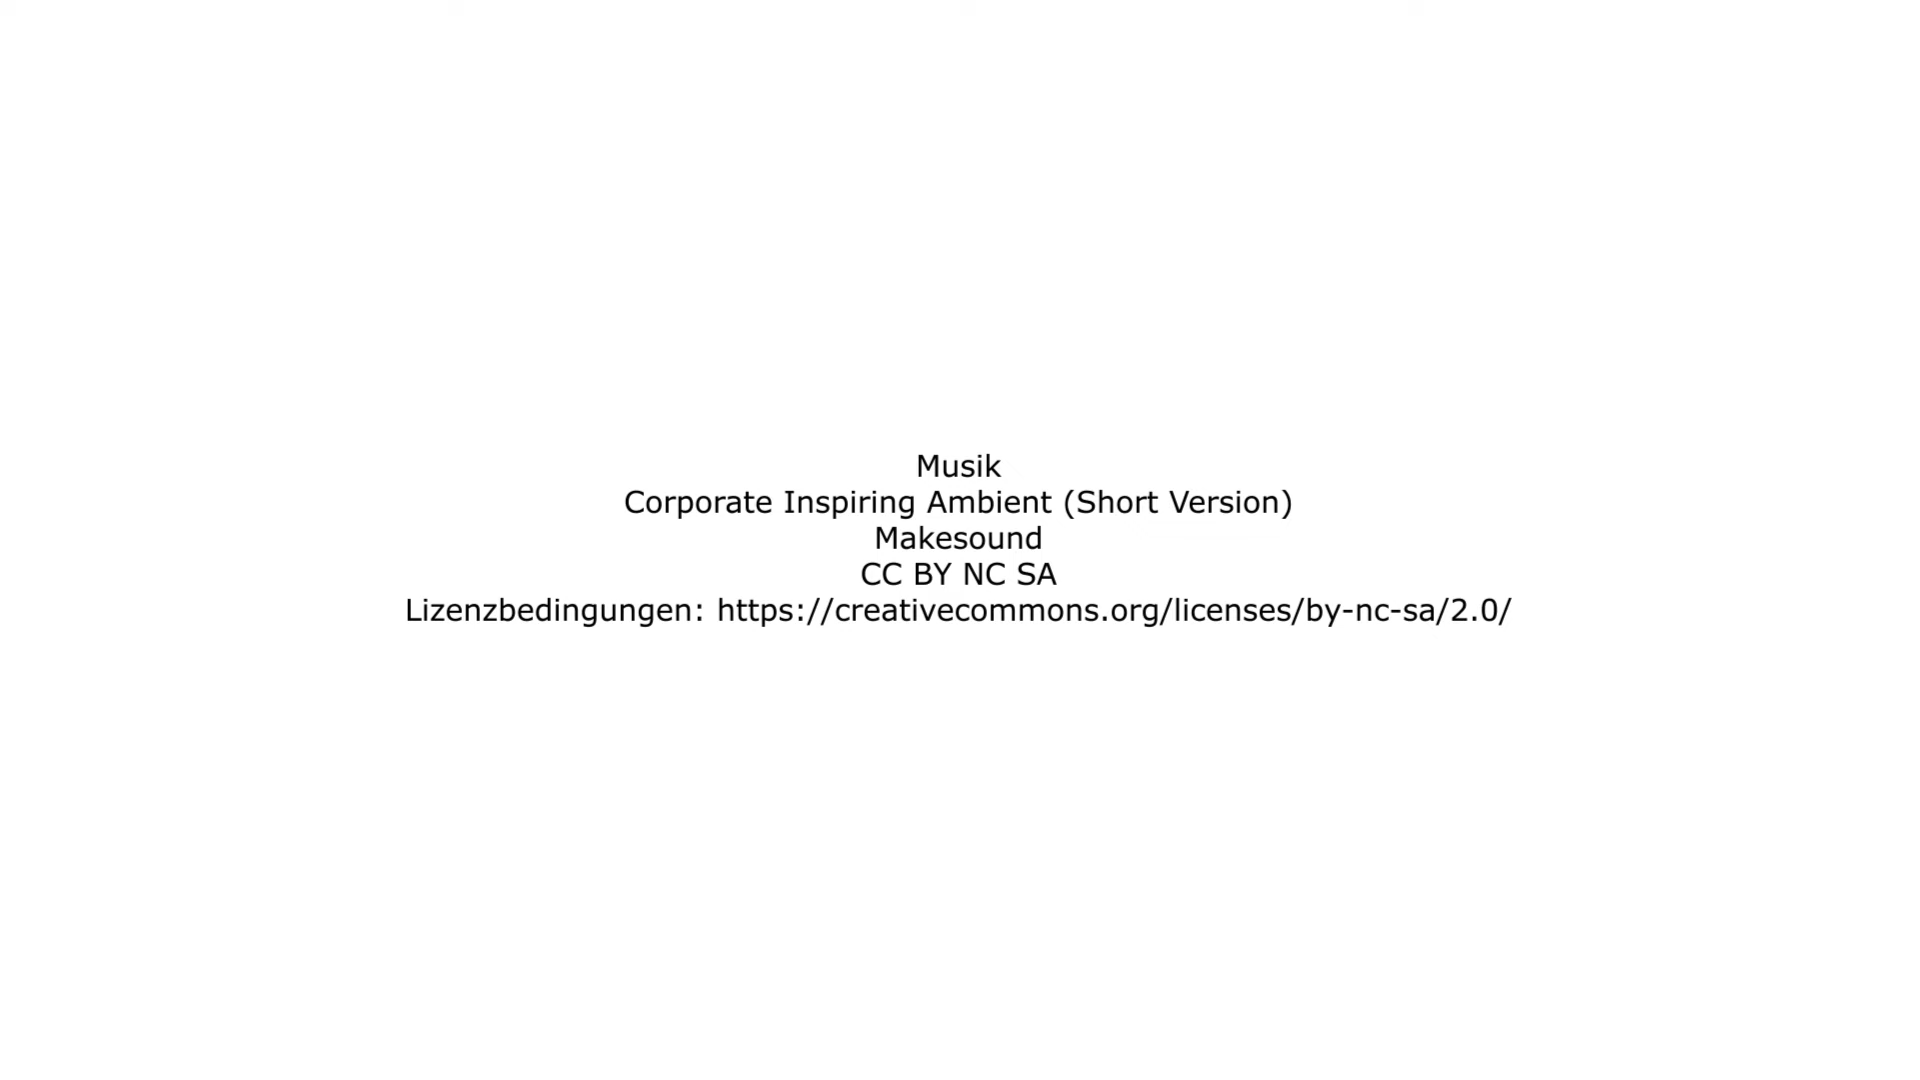 Musik
Corporate Inspiring Ambient (Short Version)
Makesound
CC BY NC SA
Lizenzbedingungen: https://creativecommons.org/licenses/by-nc-sa/2.0/